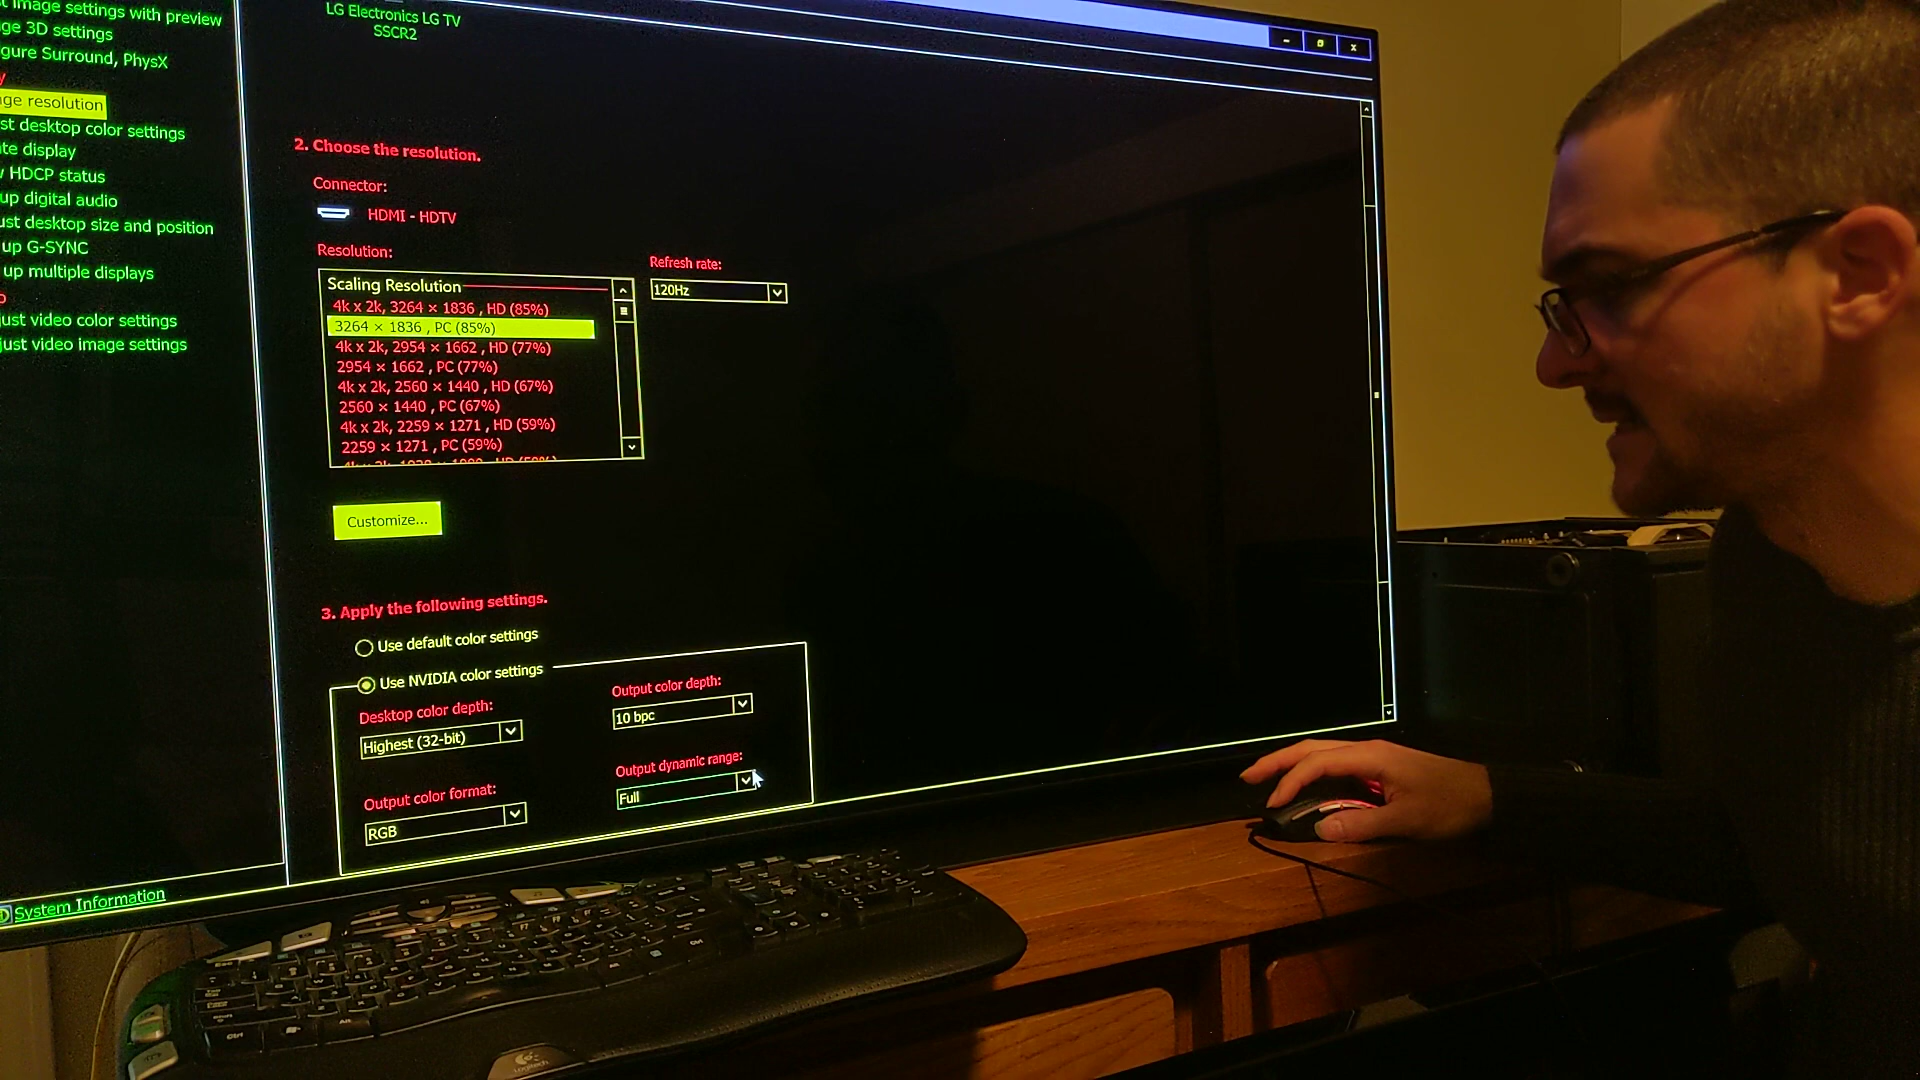 t image settings with preview
ge 3D settings
gure Surround, PhysX
y
ge resolution
st desktop color settings
te display
HDCP status
up digital audio
ust desktop size and position
up G-SYNC
up multiple displays
o
just video color settings
just video image settings
System Information
LG Electronics LG TV
SSCR2
2. Choose the resolution.
Connector:
HDMI - HDTV
Resolution:
Refresh rate:
120Hz
Scaling Resolution
4k x 2k, 3264 × 1836, HD (85%)
3264 × 1836 , PC (85%)
4k x 2k, 2954 × 1662 , HD (77%)
2954 × 1662 , PC (77%)
4k x 2k, 2560 × 1440 , HD (67%)
2560 × 1440 , PC (67%)
4k x 2k, 2259 × 1271 , HD (59%)
2259 × 1271 , PC (59%)
Customize...
3. Apply the following settings.
Use default color settings
Use NVIDIA color settings
Desktop color depth:
Highest (32-bit)
Output color depth:
10 bpc
Output color format:
RGB
Output dynamic range:
Full
Ctrl
Alt
Ctrl
Logitech